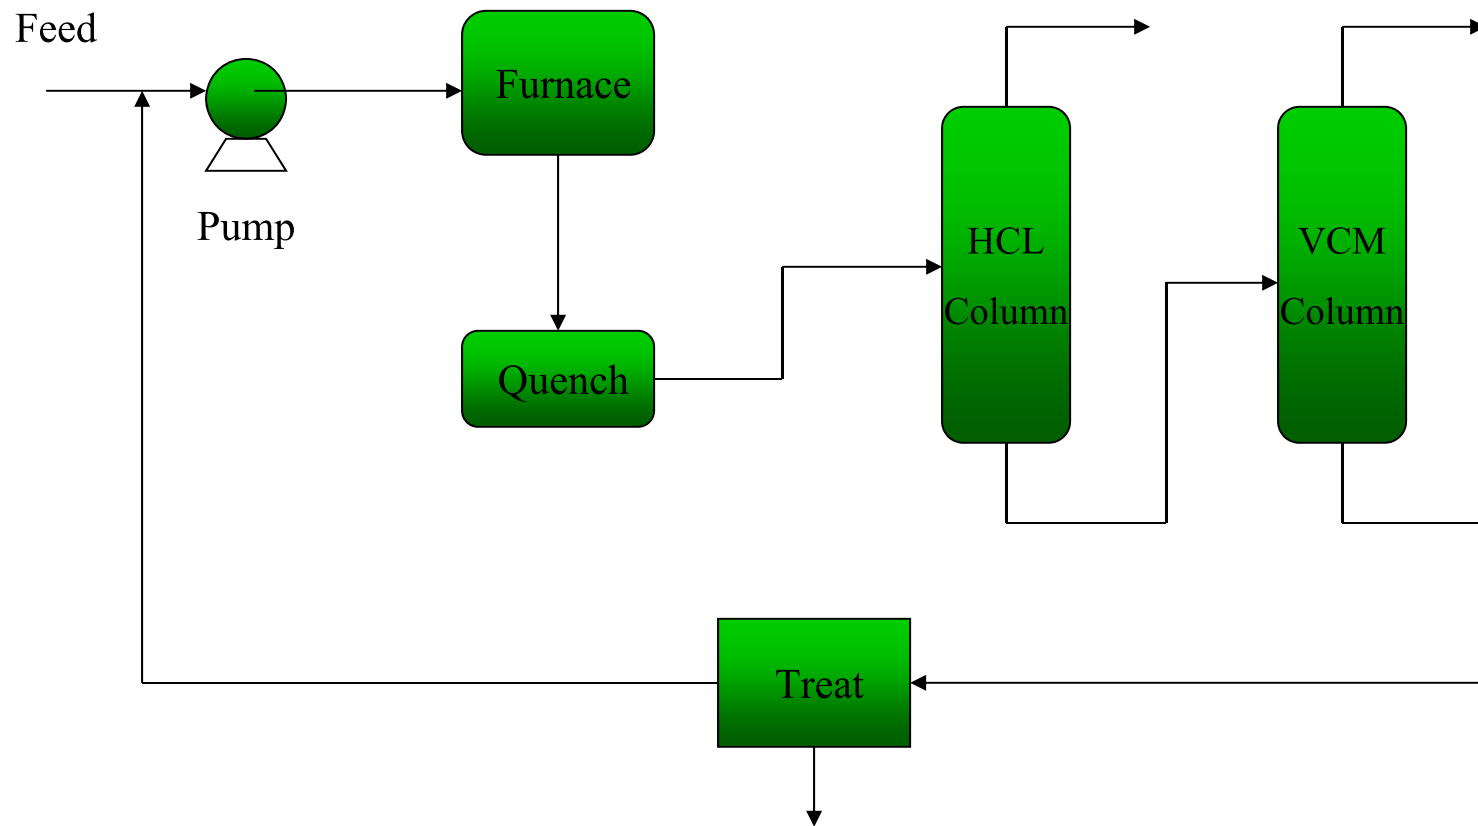 Feed
Furnace
Pump
HCL
Column
VCM
Column
Quench
Treat